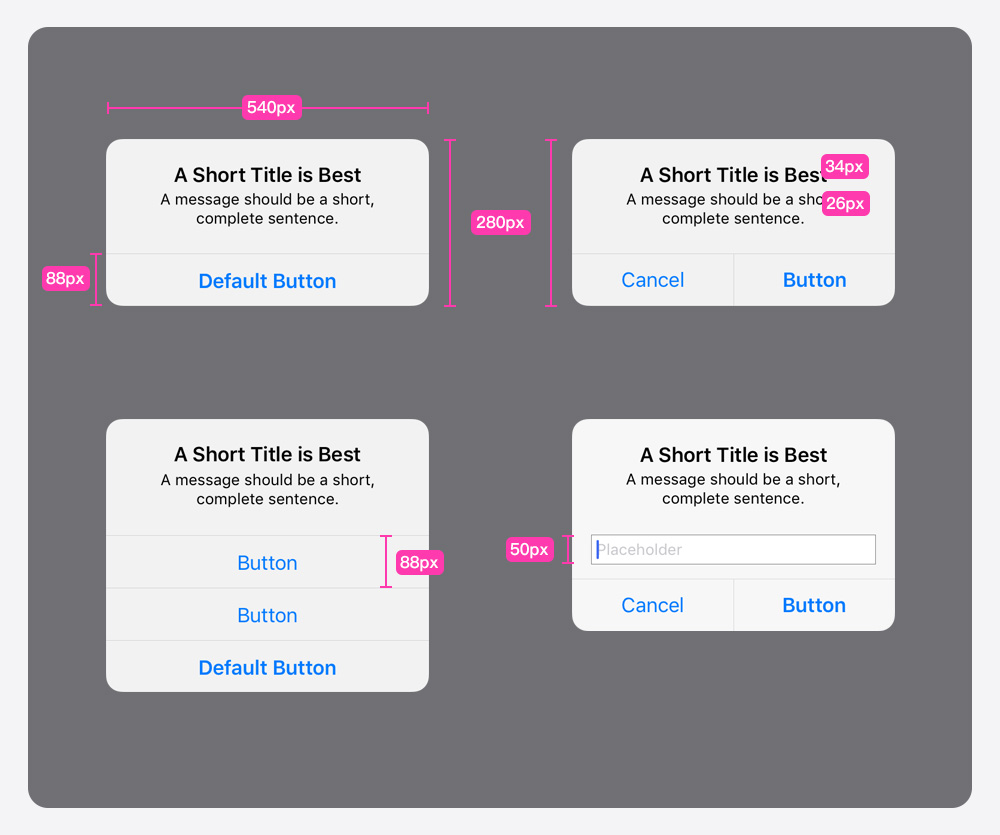 540px
A Short Title is Best
A message should be a short,
complete sentence.
Default Button
88px
280px
A Short Title is Best
34px
A message should be a sho
26px
complete sentence.
Cancel
Button
A Short Title is Best
A message should be a short,
complete sentence.
Button
88px
Button
Default Button
A Short Title is Best
A message should be a short,
complete sentence.
50px
Placeholder
Cancel
Button